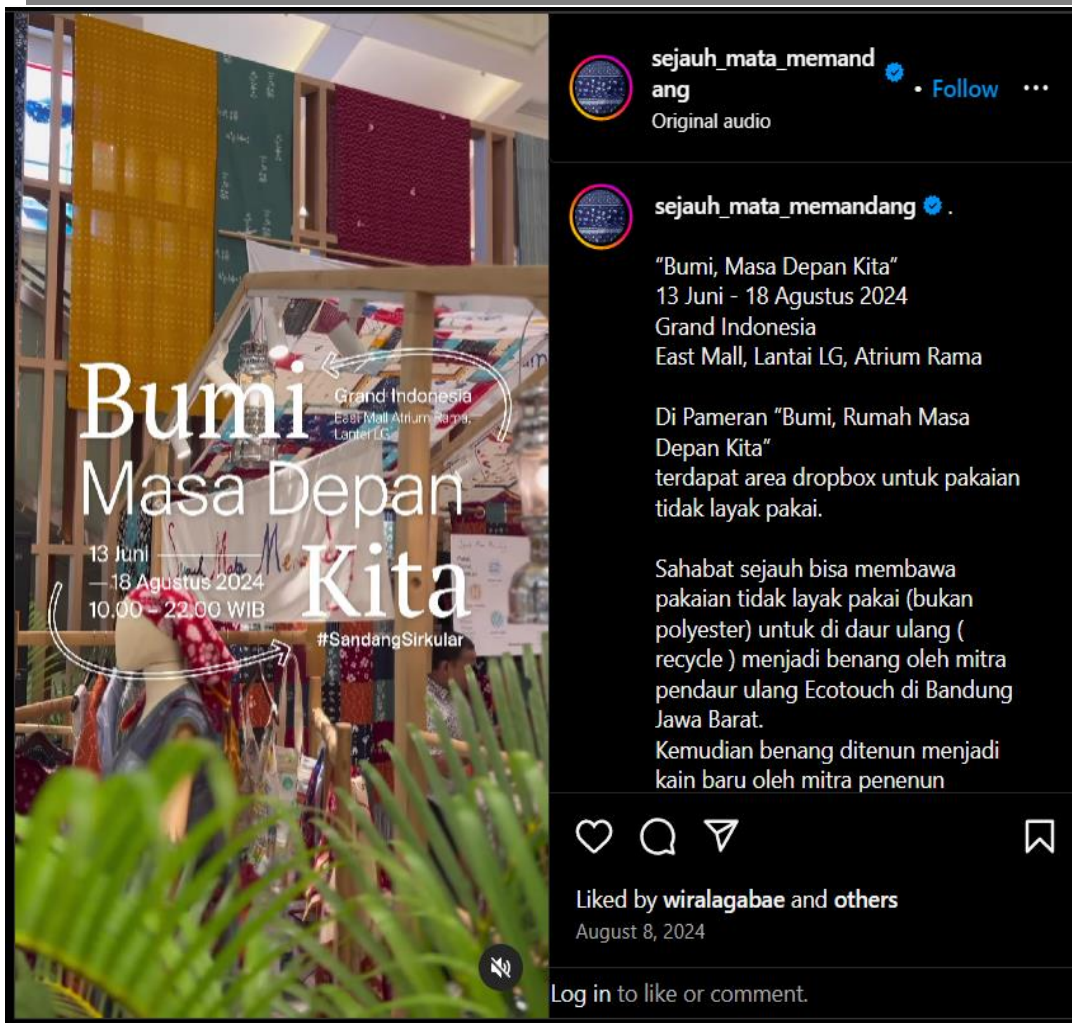 Bumi
Grand Indonesia
East Mall Atrium Rama,
Lantai LG
Masa Depan
13 Juni
—18 Agustus 2024
10.00 – 22.00 WIB
Kita
#SandangSirkular
sejauh_mata_memand
ang • Follow •••
Original audio
sejauh_mata_memandang .
"Bumi, Masa Depan Kita"
13 Juni - 18 Agustus 2024
Grand Indonesia
East Mall, Lantai LG, Atrium Rama
Di Pameran "Bumi, Rumah Masa
Depan Kita"
terdapat area dropbox untuk pakaian
tidak layak pakai.
Sahabat sejauh bisa membawa
pakaian tidak layak pakai (bukan
polyester) untuk di daur ulang (
recycle ) menjadi benang oleh mitra
pendaur ulang Ecotouch di Bandung
Jawa Barat.
Kemudian benang ditenun menjadi
kain baru oleh mitra penenun
Liked by wiralagabae and others
August 8, 2024
Log in to like or comment.